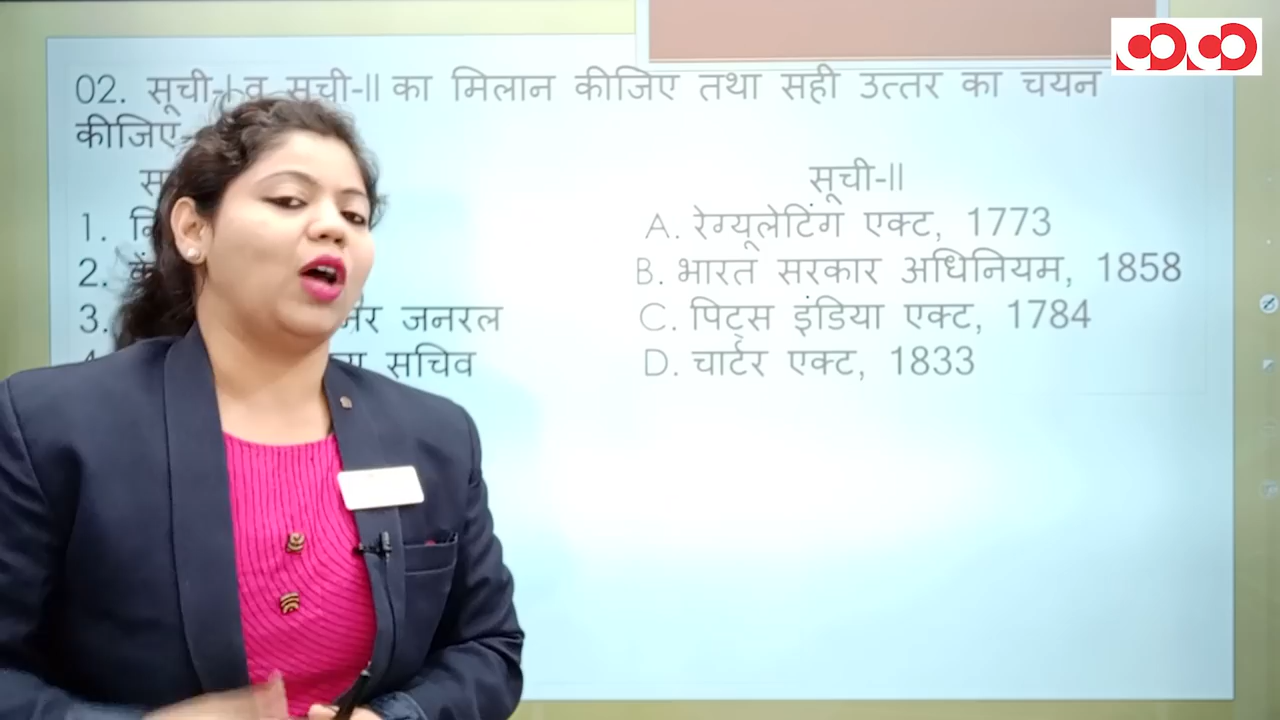 02. सूची-I व सूची-II का मिलान कीजिए तथा सही उत्तर का चयन
कीजिए-
सूची-II
1. A. रेग्यूलेटिंग एक्ट, 1773
2. B. भारत सरकार अधिनियम, 1858
3. जनरल C. पिट्स इंडिया एक्ट, 1784
सचिव D. चार्टर एक्ट, 1833